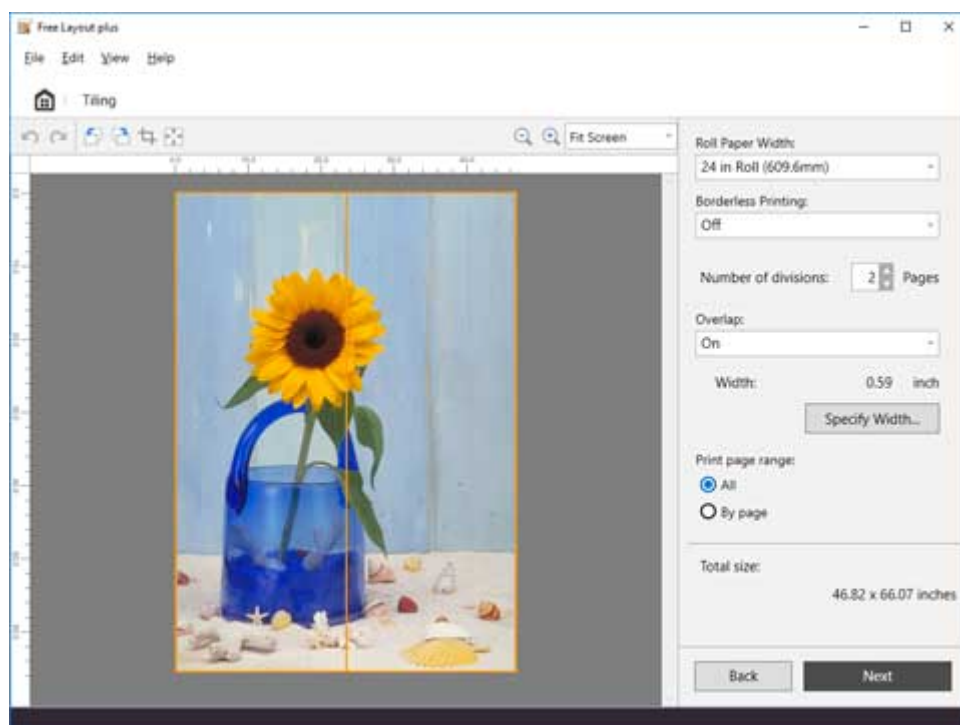 Free Layout plus
File Edit View Help
Tiling
Fit Screen
Roll Paper Width:
24 in Roll (609.6mm)
Borderless Printing:
Off
Number of divisions: 2 Pages
Overlap:
On
Width: 0.59 inch
Specify Width...
Print page range:
All
By page
Total size:
46.82 x 66.07 inches
Back Next